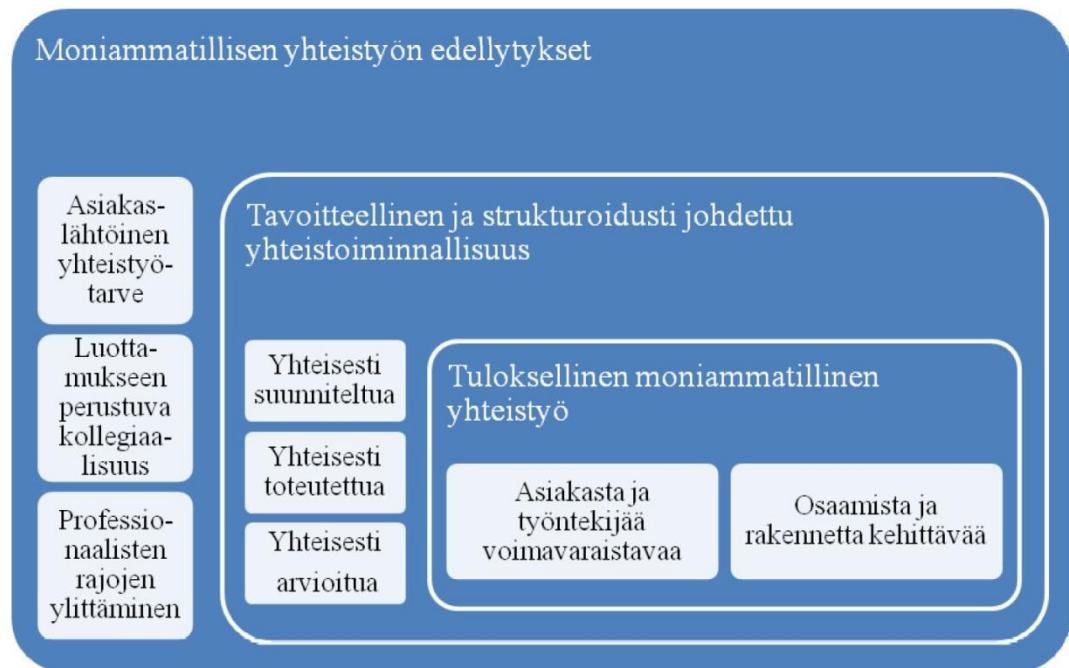 Moniammatillisen yhteistyön edellytykset
Asiakas-
lähtöinen
yhteistyö-
tarve
Luotta-
mukseen
perustuva
kollegiaa-
lisuus
Professio-
naalisten
rajojen
ylittäminen
Tavoitteellinen ja strukturoidusti johdettu
yhteistoiminnallisuus
Yhteisesti
suunniteltua
Yhteisesti
toteutettua
Yhteisesti
arvioitua
Tuloksellinen moniammatillinen
yhteistyö
Asiakasta ja
työntekijää
voimavaraistavaa
Osaamista ja
rakennetta kehittävää